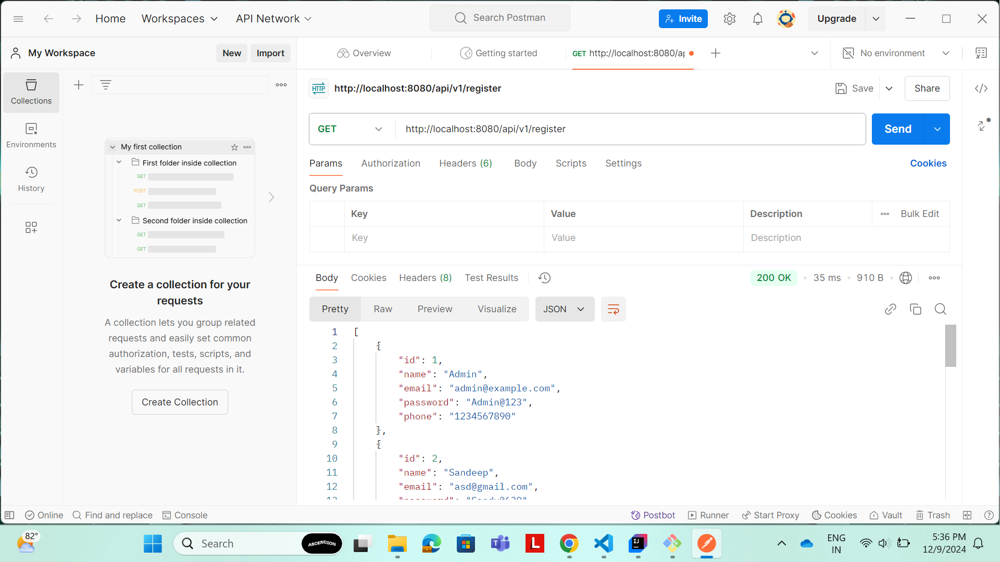 Home
Workspaces
API Network
Search Postman
Invite
Upgrade
My Workspace
New
Import
Overview
Getting started
GET http://localhost:8080/ap
No environment
Collections
Environments
History
My first collection
First folder inside collection
GET
POST
GET
Second folder inside collection
GET
GET
Create a collection for your
requests
A collection lets you group related
requests and easily set common
authorization, tests, scripts, and
variables for all requests in it.
Create Collection
HTTP
http://localhost:8080/api/v1/register
Save
Share
GET
http://localhost:8080/api/v1/register
Send
Params
Authorization
Headers (6)
Body
Scripts
Settings
Cookies
Query Params
Key
Value
Description
Bulk Edit
Key
Value
Description
Body
Cookies
Headers (8)
Test Results
200 OK
35 ms
910 B
Pretty
Raw
Preview
Visualize
JSON
1 [
2 {
3 "id": 1,
4 "name": "Admin",
5 "email": "admin@example.com",
6 "password": "Admin@123",
7 "phone": "1234567890"
8 },
9 {
10 "id": 2,
11 "name": "Sandeep",
12 "email": "asd@gmail.com",
Online
Find and replace
Console
Postbot
Runner
Start Proxy
Cookies
Vault
Trash
82°
Search
ASCENDION
ENG
IN
5:36 PM
12/9/2024